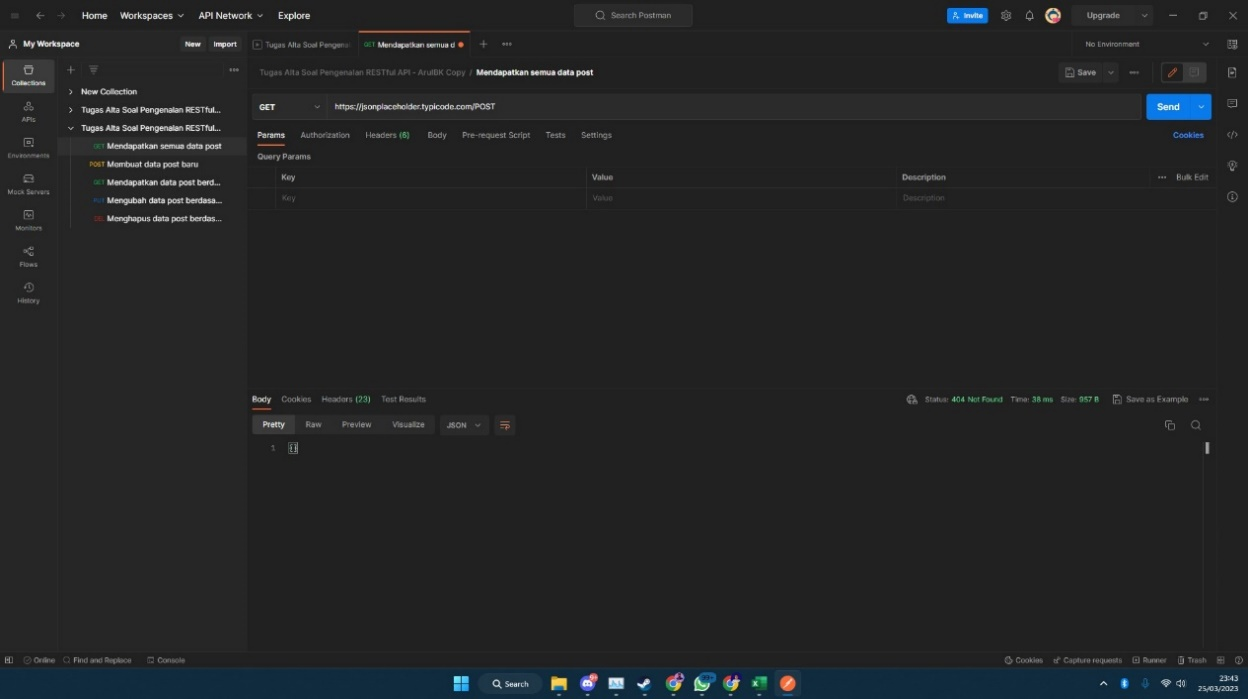 Home Workspaces API Network Explore Search Postman Invite Upgrade
My Workspace New Import Tugas Alta Soal Pengenal GET Mendapatkan semua d No Environment
Tugas Alta Soal Pengenalan RESTful API - ArulBK Copy / Mendapatkan semua data post Save
Collections
New Collection
GET https://jsonplaceholder.typicode.com/POST Send
Tugas Alta Soal Pengenalan RESTful...
APIs
Tugas Alta Soal Pengenalan RESTful...
Params Authorization Headers (6) Body Pre-request Script Tests Settings Cookies
GET Mendapatkan semua data post
Environments
Query Params
POST Membuat data post baru
Key Value Description Bulk Edit
GET Mendapatkan data post berd...
Mock Servers
Key Value Description
Mengubah data post berdasa...
DEL Menghapus data post berdas...
Monitors
Flows
History
Body Cookies Headers (23) Test Results Status: 404 Not Found Time: 38 ms Size: 957 B Save as Example
Pretty Raw Preview Visualize JSON
1 {}
Online Find and Replace Console Cookies Capture requests Runner Trash
Search
23:43
25/03/2023